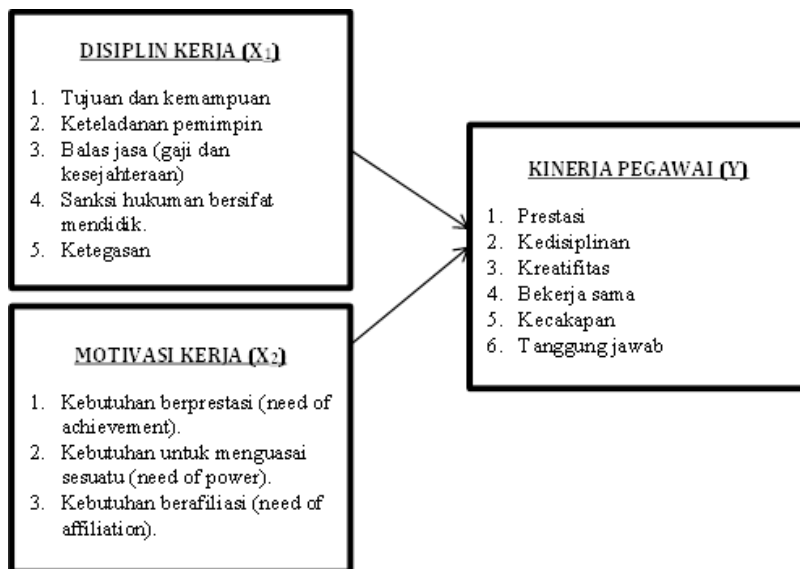 DISIPLIN KERJA (X1)
1. Tujuan dan kemampuan
2. Keteladanan pemimpin
3. Balas jasa (gaji dan
kesejahteraan)
4. Sanksi hukuman bersifat
mendidik.
5. Ketegasan
MOTIVASI KERJA (X2)
1. Kebutuhan berprestasi (need of
achievement).
2. Kebutuhan untuk menguasai
sesuatu (need of power).
3. Kebutuhan berafiliasi (need of
affiliation).
KINERJA PEGAWAI (Y)
1. Prestasi
2. Kedisiplinan
3. Kreatifitas
4. Bekerja sama
5. Kecakapan
6. Tanggung jawab